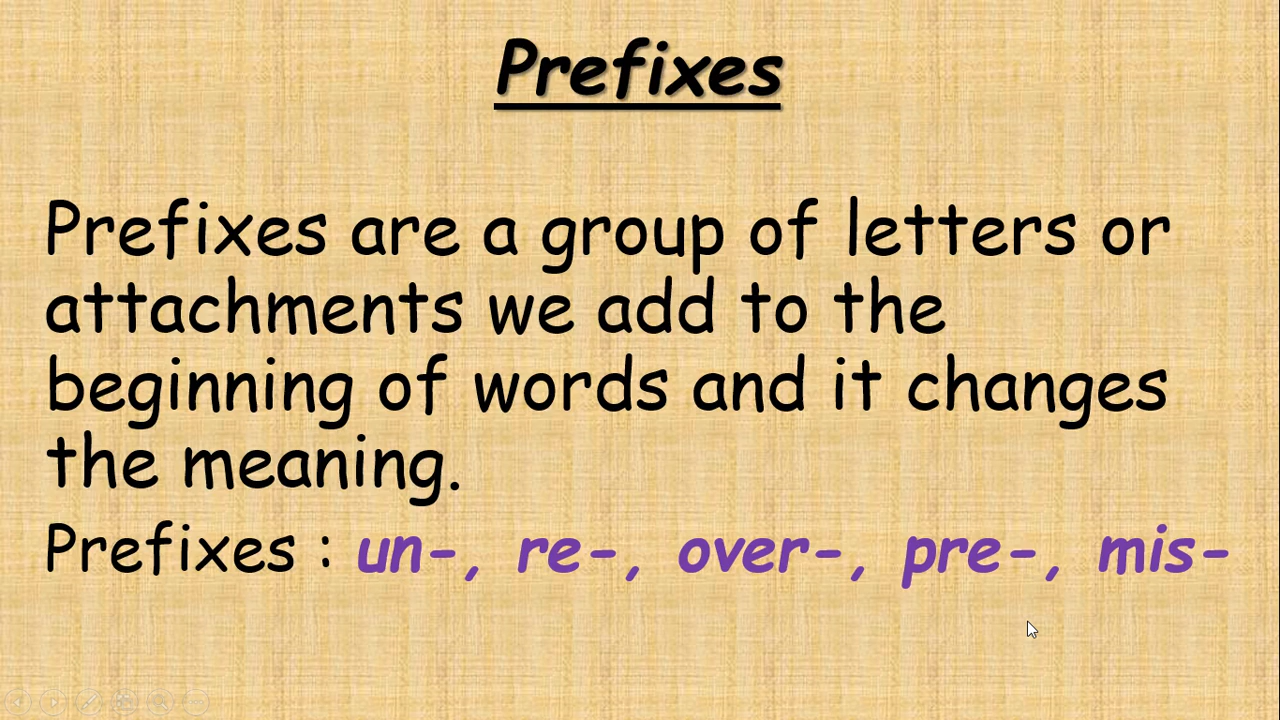 Prefixes
Prefixes are a group of letters or
attachments we add to the
beginning of words and it changes
the meaning.
Prefixes : un-, re-, over-, pre-, mis-